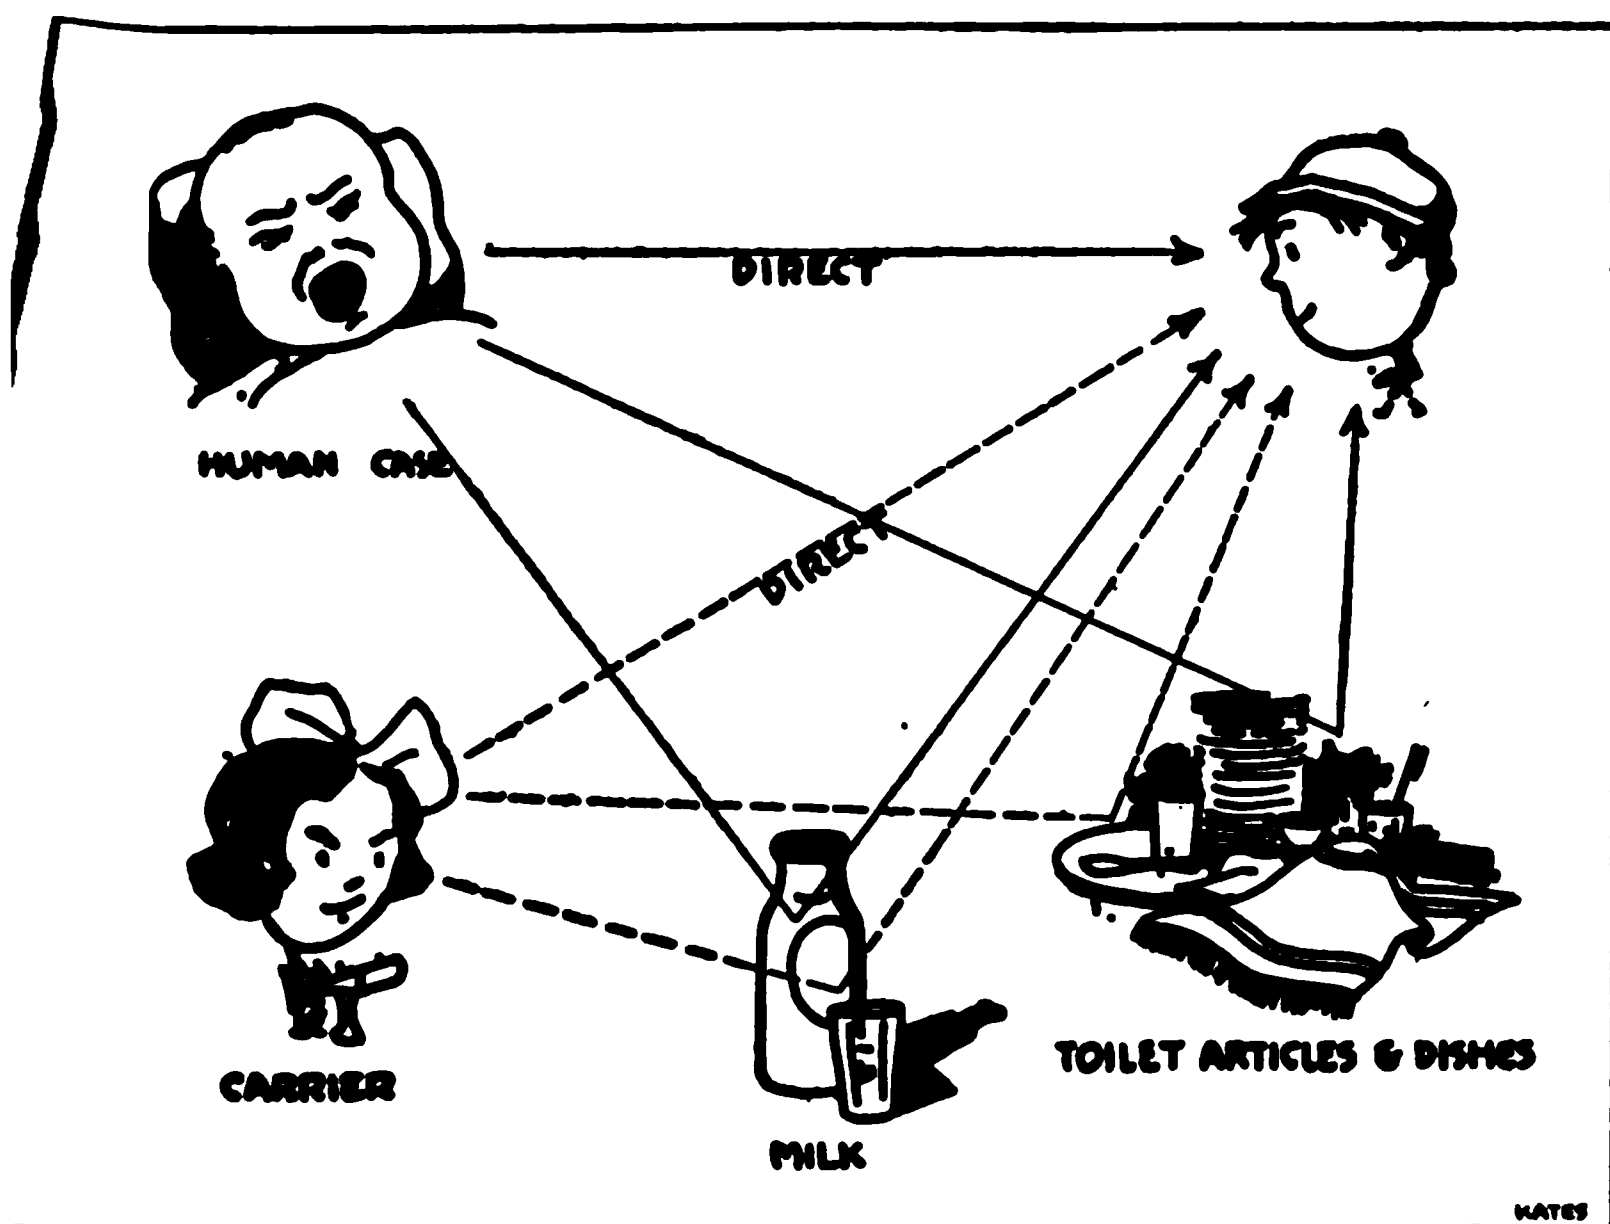 DIRECT
HUMAN CASE
DIRECT
CARRIER
TOILET ARTICLES & DISHES
MILK
KATES